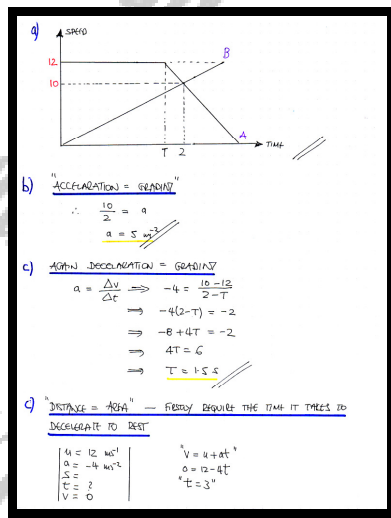 a)
SPEED
12
10
B
A
T
2
TIME
b) "ACCELARATION = GRADIENT"
∴ 10/2 = a
a = 5 ms⁻²
c) AGAIN DECELARATION = GRADIENT
a = Δv/Δt ⟹ -4 = (10-12)/(2-T)
⟹ -4(2-T) = -2
⟹ -8+4T = -2
⟹ 4T = 6
⟹ T = 1.5 s
c) "DISTANCE = AREA" — FIRSTLY REQUIRE THE TIME IT TAKES TO
DECELERATE TO REST
u = 12 ms⁻¹
a = -4 ms⁻²
s =
t = ?
v = 0
"v = u + at"
0 = 12 - 4t
"t = 3"